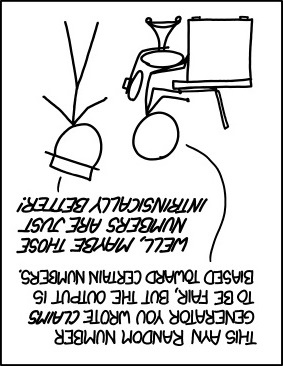 THIS AYN RANDOM NUMBER
GENERATOR YOU WROTE CLAIMS
TO BE FAIR, BUT THE OUTPUT IS
BIASED TOWARD CERTAIN NUMBERS.
WELL, MAYBE THOSE
NUMBERS ARE JUST
INTRINSICALLY BETTER!